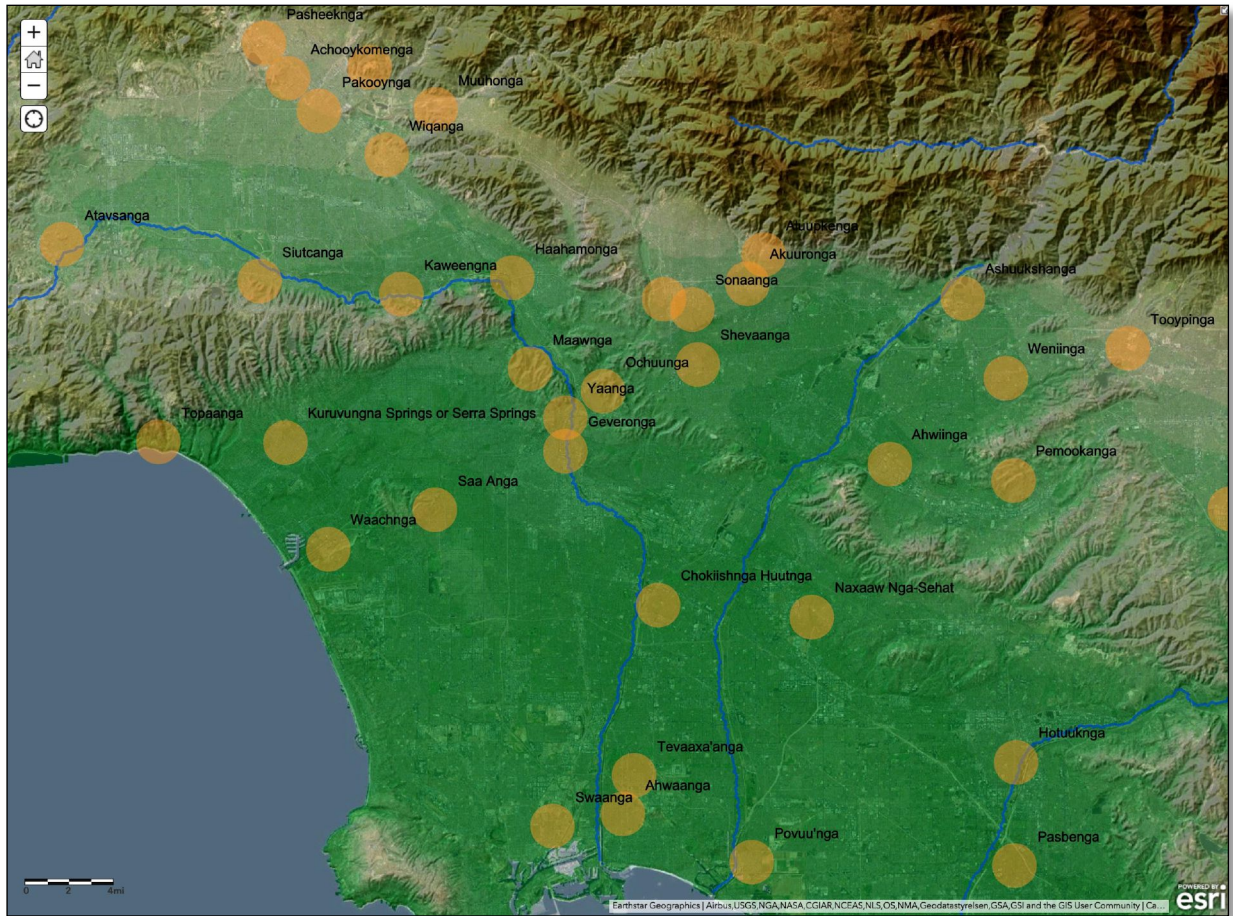 Pasheeknga
Achooykomenga
Pakooynga
Muuhonga
Wiqanga
Atavsanga
Siutcanga
Kaweengna
Haahamonga
Aluupkenga
Akuuronga
Sonaanga
Ashuukshanga
Tooypinga
Shevaanga
Weniinga
Maawnga
Ochuunga
Yaanga
Topaanga
Kuruvungna Springs or Serra Springs
Geveronga
Ahwiinga
Pemookanga
Saa Anga
Waachnga
Chokiishnga Huutnga
Naxaaw Nga-Sehat
Hotuuknga
Tevaaxa'anga
Ahwaanga
Swaanga
Povuu'nga
Pasbenga
0 2 4mi
Earthstar Geographics | Airbus,USGS,NGA,NASA,CGIAR,NCEAS,NLS,OS,NMA,Geodatastyrelsen,GSA,GSI and the GIS User Community | Ca...
POWERED BY
esri